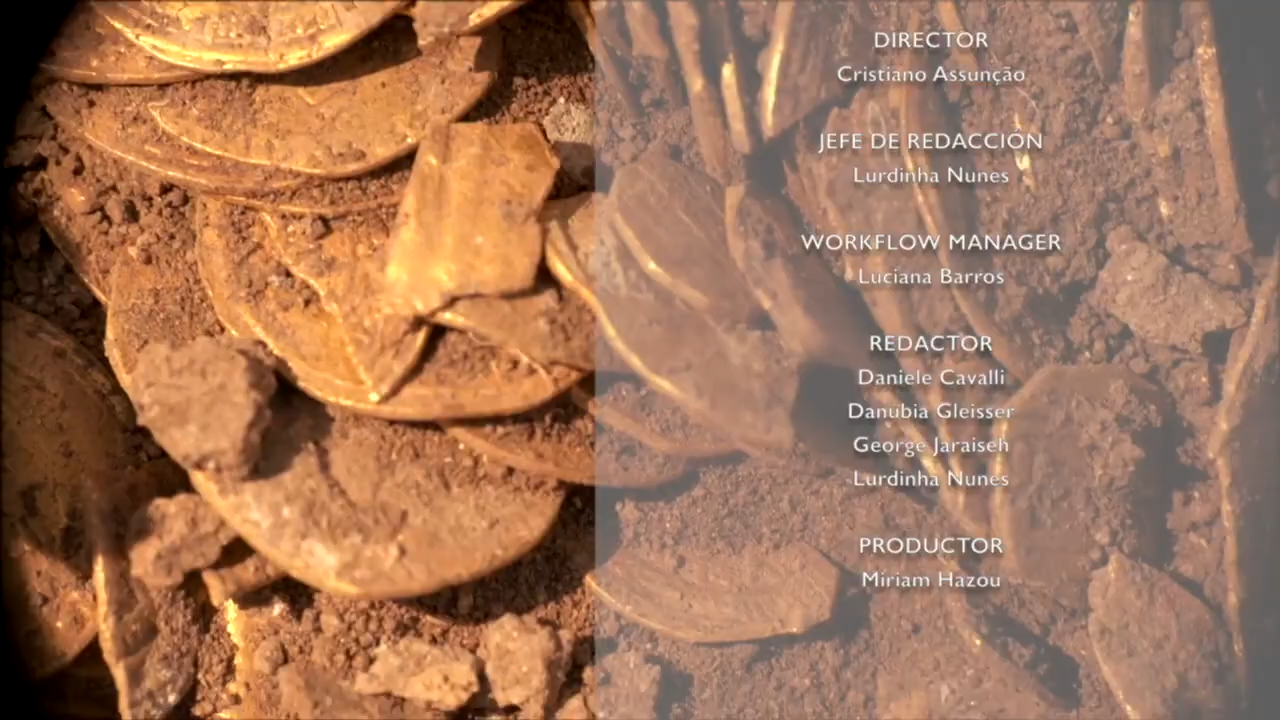 DIRECTOR
Cristiano Assunção
JEFE DE REDACCIÓN
Lurdinha Nunes
WORKFLOW MANAGER
Luciana Barros
REDACTOR
Daniele Cavalli
Danubia Gleisser
George Jaraiseh
Lurdinha Nunes
PRODUCTOR
Miriam Hazou